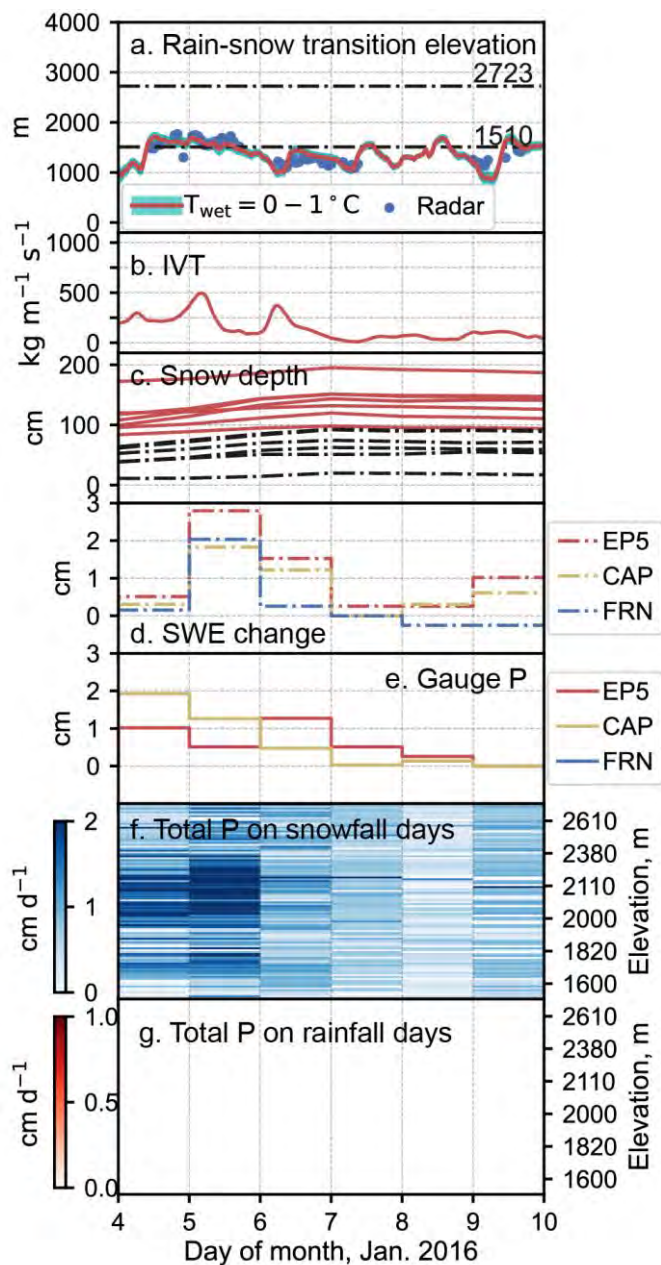 4000
a. Rain-snow transition elevation
3000
2723
m
2000
1510
1000
0
T_wet = 0 − 1 °C
Radar
1000
b. IVT
kg m⁻¹ s⁻¹
500
0
200
c. Snow depth
cm
100
0
3
2
cm
1
0
d. SWE change
EP5
CAP
FRN
3
e. Gauge P
2
cm
1
0
EP5
CAP
FRN
2
f. Total P on snowfall days
cm d⁻¹
1
0
2610
2380
2110
2000
1820
1600
Elevation, m
1.0
g. Total P on rainfall days
cm d⁻¹
0.5
0.0
2610
2380
2110
2000
1820
1600
Elevation, m
4 5 6 7 8 9 10
Day of month, Jan. 2016